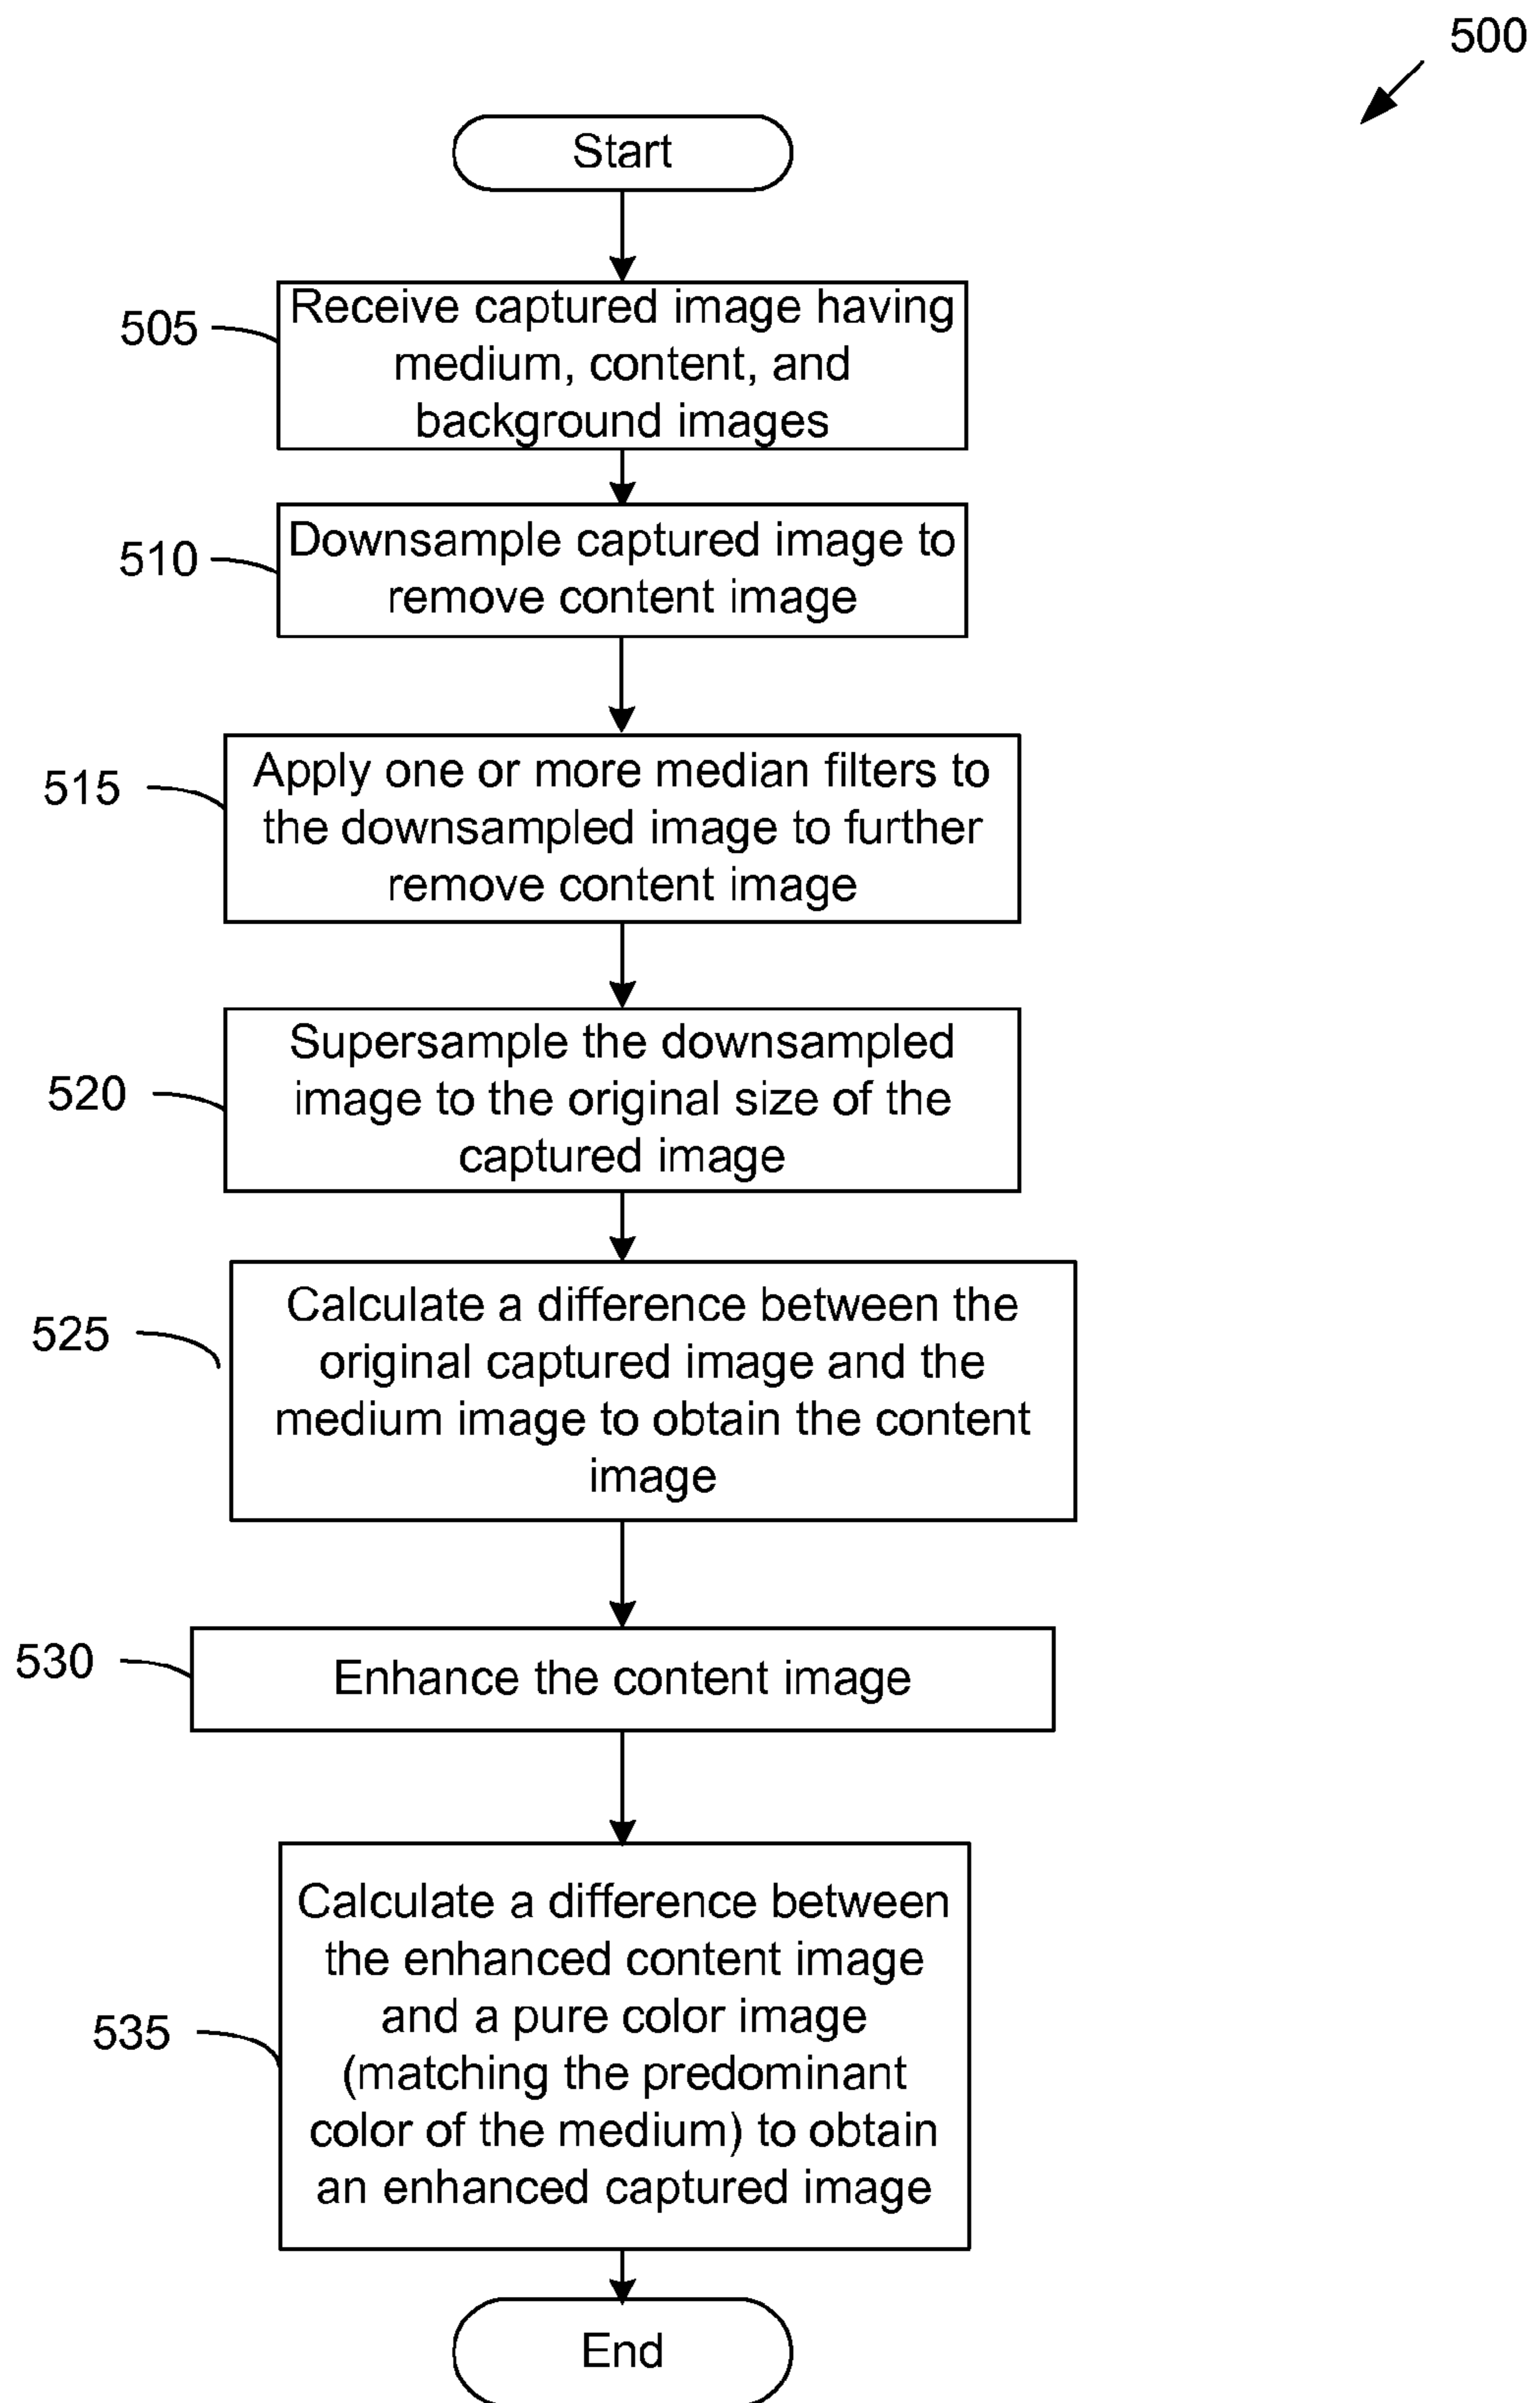 500
Start
505
Receive captured image having
medium, content, and
background images
510
Downsample captured image to
remove content image
515
Apply one or more median filters to
the downsampled image to further
remove content image
520
Supersample the downsampled
image to the original size of the
captured image
525
Calculate a difference between the
original captured image and the
medium image to obtain the content
image
530
Enhance the content image
535
Calculate a difference between
the enhanced content image
and a pure color image
(matching the predominant
color of the medium) to obtain
an enhanced captured image
End